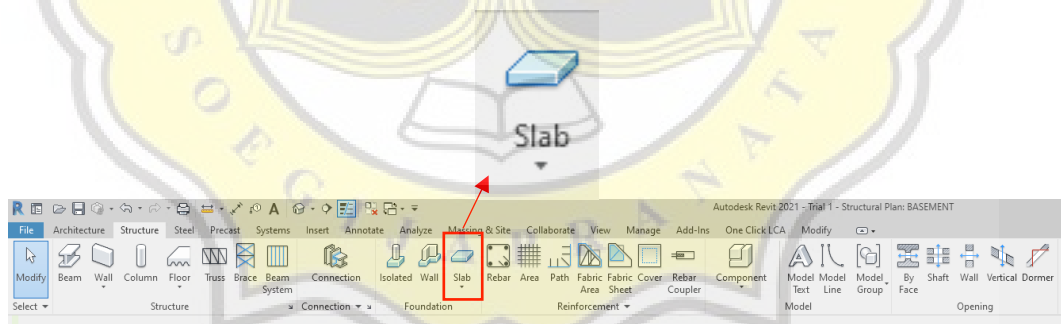 S O E G I J A P R A N A T A
Slab
Autodesk Revit 2021 - Trial 1 - Structural Plan: BASEMENT
File Architecture Structure Steel Precast Systems Insert Annotate Analyze Massing & Site Collaborate View Manage Add-Ins One Click LCA Modify
Modify Beam Wall Column Floor Truss Brace Beam System Connection Isolated Wall Slab Rebar Area Path Fabric Area Fabric Sheet Cover Rebar Coupler Component Model Text Model Line Model Group By Face Shaft Wall Vertical Dormer
Select Structure Connection Foundation Reinforcement Model Opening